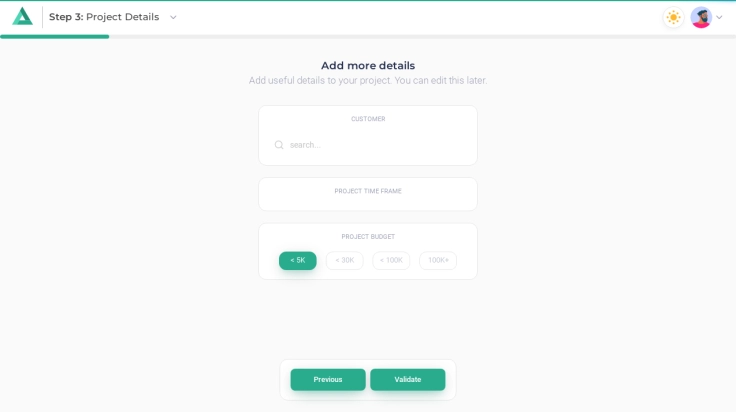 Step 3: Project Details
Add more details
Add useful details to your project. You can edit this later.
CUSTOMER
search...
PROJECT TIME FRAME
PROJECT BUDGET
< 5K
< 30K
< 100K
100K+
Previous
Validate